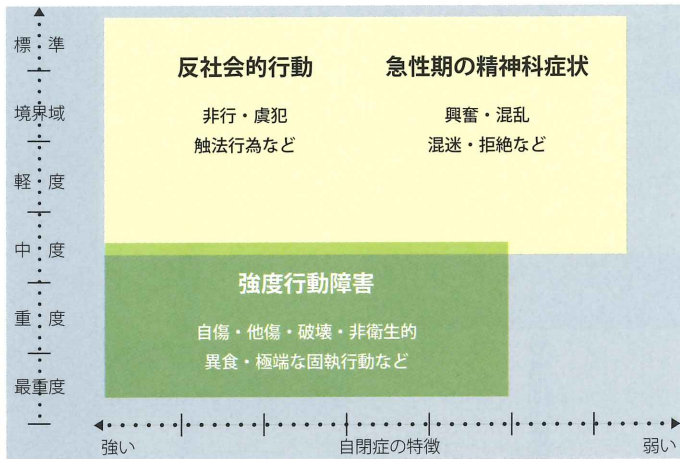 標準
境界域
軽度
中度
重度
最重度
反社会的行動
非行・虞犯
触法行為など
急性期の精神科症状
興奮・混乱
混迷・拒絶など
強度行動障害
自傷・他傷・破壊・非衛生的
異食・極端な固執行動など
強い
自閉症の特徴
弱い